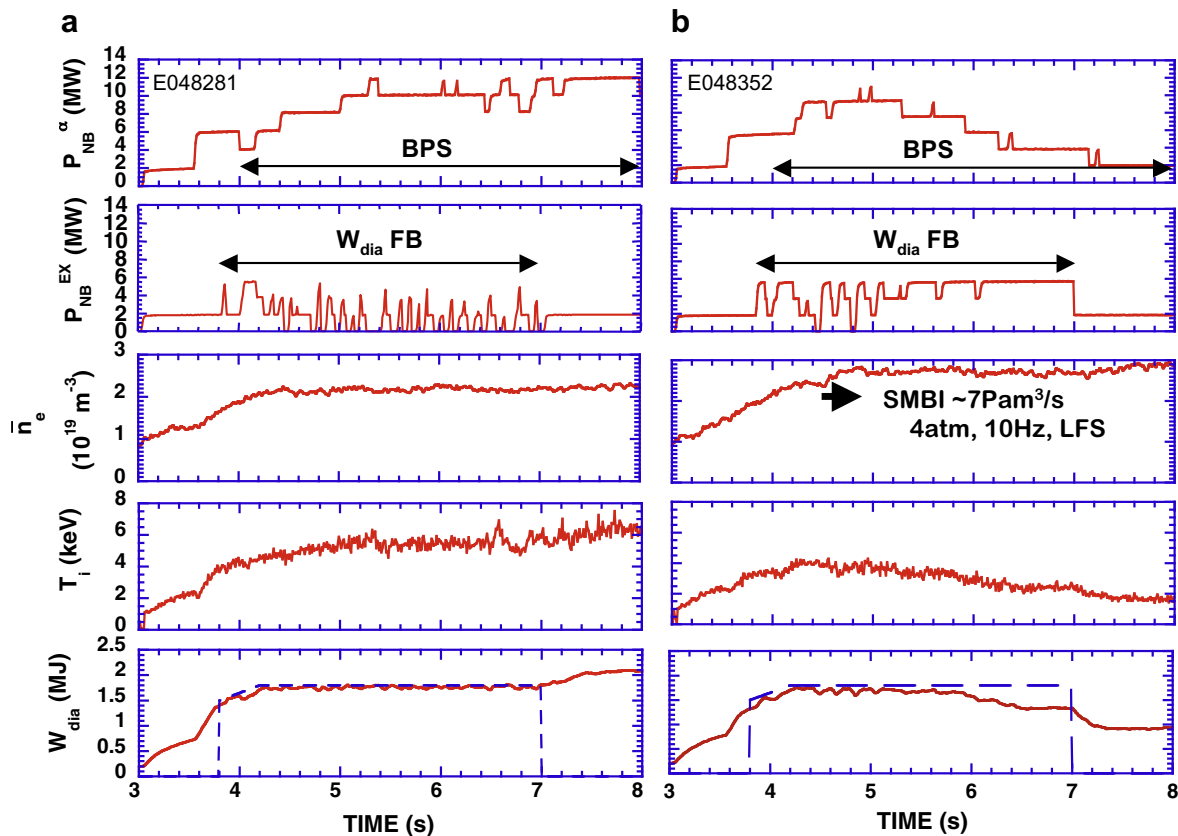 a
b
P_NB^α (MW)
14
12
10
8
6
4
2
0
E048281
BPS
E048352
BPS
P_NB^EX (MW)
14
12
10
8
6
4
2
0
W_dia FB
W_dia FB
n̄_e
(10^19 m^-3)
3
2
1
0
SMBI ~7Pam^3/s
4atm, 10Hz, LFS
T_i (keV)
8
6
4
2
0
W_dia (MJ)
2.5
2
1.5
1
0.5
0
3 4 5 6 7 8
3 4 5 6 7 8
TIME (s)
TIME (s)